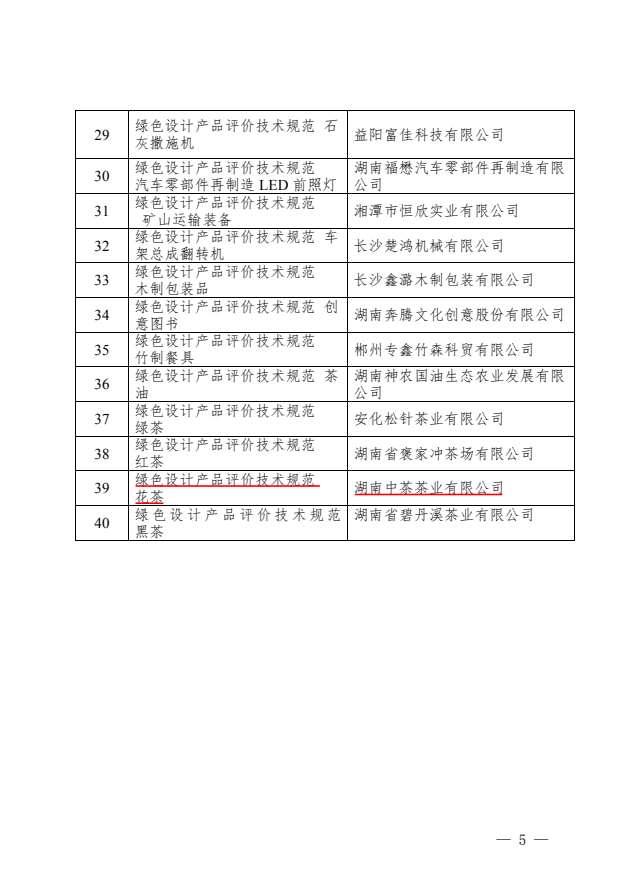 29
绿色设计产品评价技术规范 石
灰撒施机
益阳富佳科技有限公司
30
绿色设计产品评价技术规范
汽车零部件再制造 LED 前照灯
湖南福懋汽车零部件再制造有限
公司
31
绿色设计产品评价技术规范
矿山运输装备
湘潭市恒欣实业有限公司
32
绿色设计产品评价技术规范 车
架总成翻转机
长沙楚鸿机械有限公司
33
绿色设计产品评价技术规范
木制包装品
长沙鑫潞木制包装有限公司
34
绿色设计产品评价技术规范 创
意图书
湖南奔腾文化创意股份有限公司
35
绿色设计产品评价技术规范
竹制餐具
郴州专鑫竹森科贸有限公司
36
绿色设计产品评价技术规范 茶
油
湖南神农国油生态农业发展有限
公司
37
绿色设计产品评价技术规范
绿茶
安化松针茶业有限公司
38
绿色设计产品评价技术规范
红茶
湖南省褒家冲茶场有限公司
39
绿色设计产品评价技术规范
花茶
湖南中茶茶业有限公司
40
绿色设计产品评价技术规范
黑茶
湖南省碧丹溪茶业有限公司
— 5 —